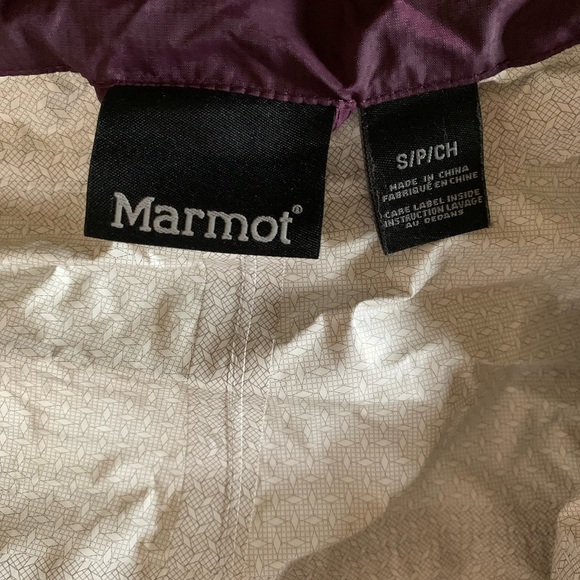 Marmot®
S/P/CH
MADE IN CHINA
FABRIQUÉ EN CHINE
CARE LABEL INSIDE
INSTRUCTION LAVAGE
AU DEDANS